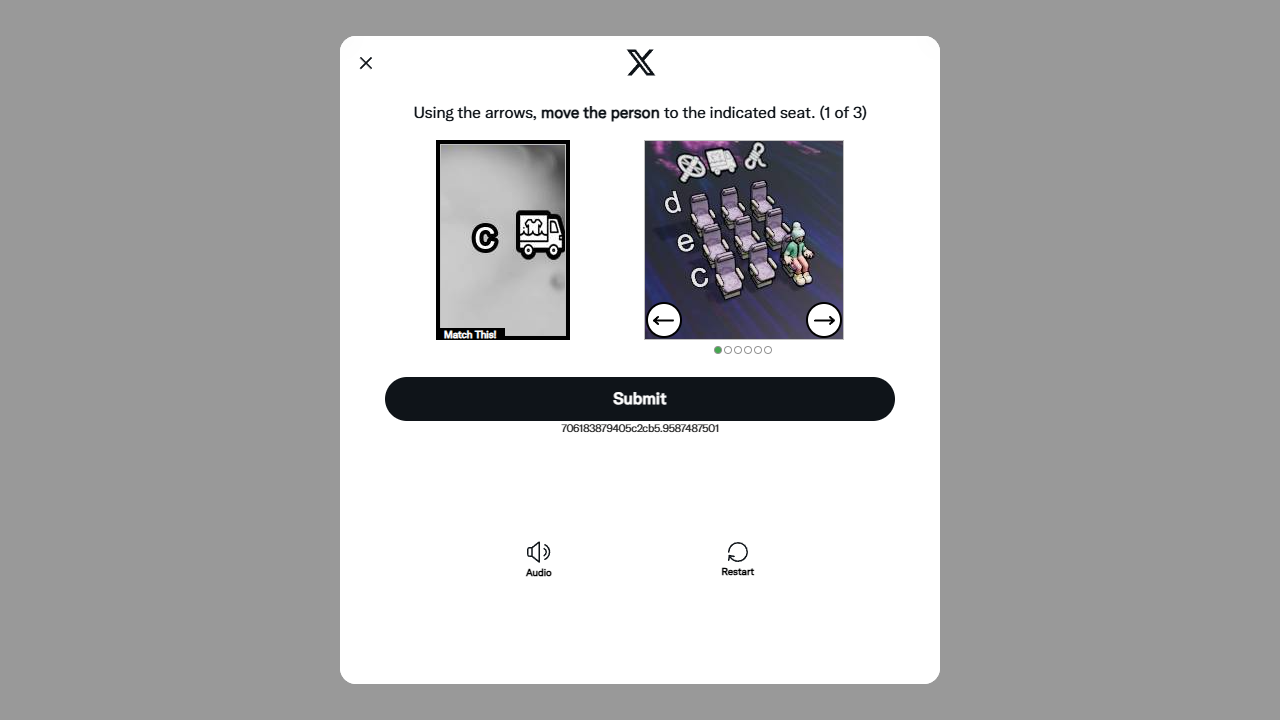 Using the arrows, move the person to the indicated seat. (1 of 3)
C
Match This!
d
e
C
Submit
706183879405c2cb5.9587487501
Audio
Restart